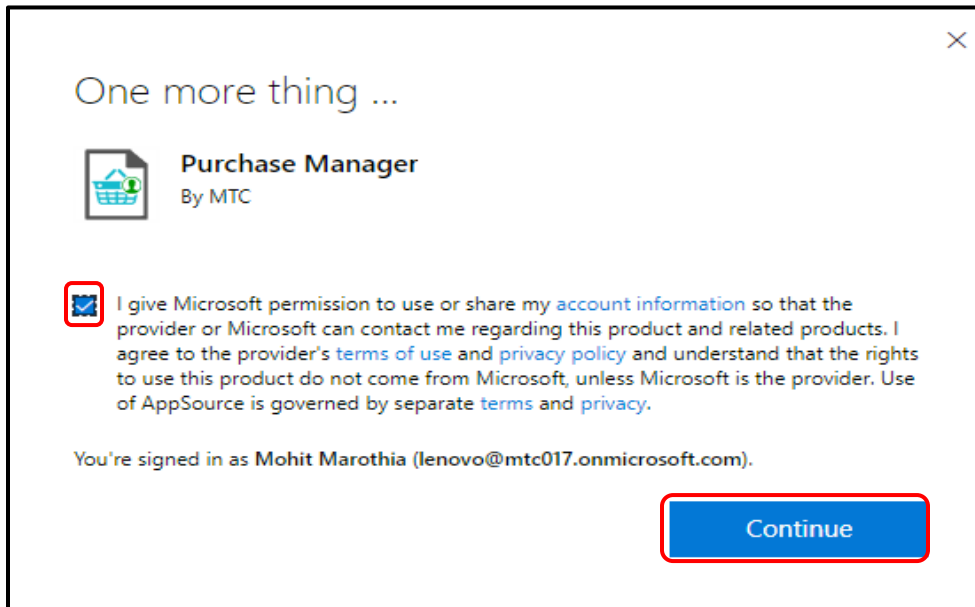 One more thing ...
Purchase Manager
By MTC
I give Microsoft permission to use or share my account information so that the
provider or Microsoft can contact me regarding this product and related products. I
agree to the provider's terms of use and privacy policy and understand that the rights
to use this product do not come from Microsoft, unless Microsoft is the provider. Use
of AppSource is governed by separate terms and privacy.
You're signed in as Mohit Marothia (lenovo@mtc017.onmicrosoft.com).
Continue